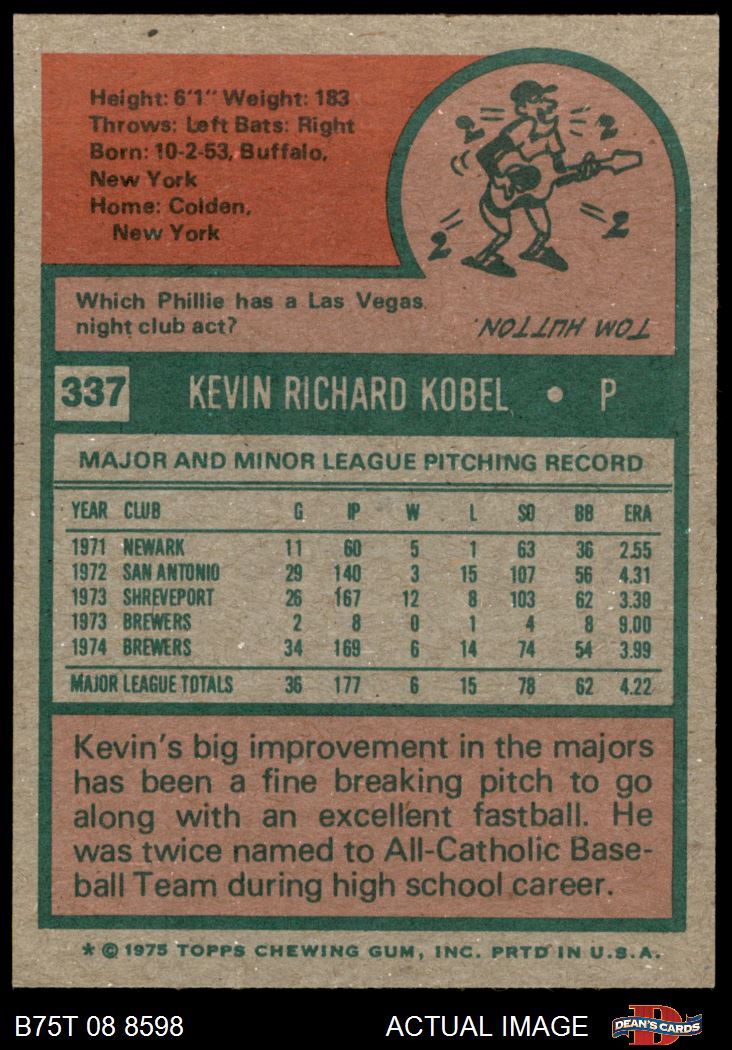 Height: 6'1" Weight: 183
Throws: Left Bats: Right
Born: 10-2-53, Buffalo,
New York
Home: Colden,
New York
2 2
2 2
Which Phillie has a Las Vegas
night club act?
TOM HUTTON.
337 KEVIN RICHARD KOBEL • P
MAJOR AND MINOR LEAGUE PITCHING RECORD
YEAR CLUB G IP W L SO BB ERA
1971 NEWARK 11 60 5 1 63 36 2.55
1972 SAN ANTONIO 29 140 3 15 107 56 4.31
1973 SHREVEPORT 26 167 12 8 103 62 3.39
1973 BREWERS 2 8 0 1 4 8 9.00
1974 BREWERS 34 169 6 14 74 54 3.99
MAJOR LEAGUE TOTALS 36 177 6 15 78 62 4.22
Kevin's big improvement in the majors
has been a fine breaking pitch to go
along with an excellent fastball. He
was twice named to All-Catholic Base-
ball Team during high school career.
* © 1975 TOPPS CHEWING GUM, INC. PRTD IN U.S.A.
B75T 08 8598 ACTUAL IMAGE D DEAN'S CARDS